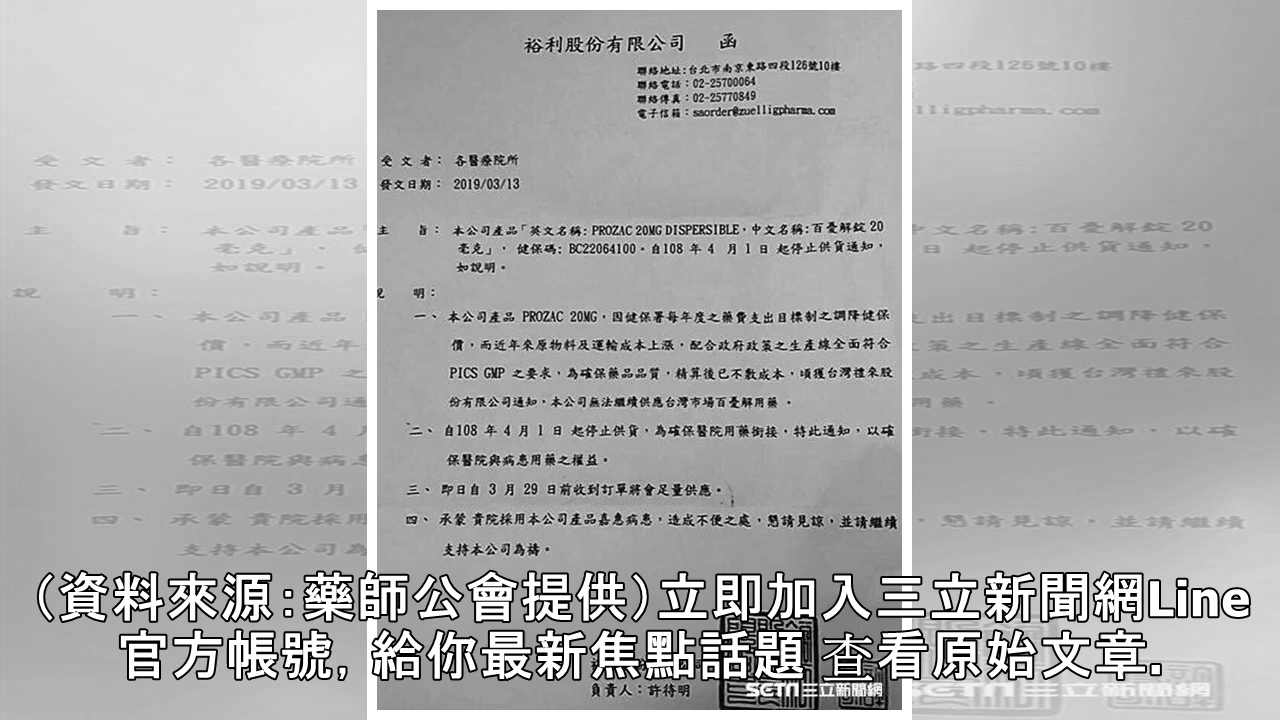 裕利股份有限公司 函
聯絡地址:台北市南京東路四段126號10樓
聯絡電話:02-25700064
聯絡傳真:02-25770849
電子信箱:saorder@zuelligpharma.com
受文者: 各醫療院所
發文日期: 2019/03/13
主 旨: 本公司產品「英文名稱: PROZAC 20MG DISPERSIBLE,中文名稱:百憂解錠 20
毫克」, 健保碼: BC22064100。自108 年 4 月 1 日 起停止供貨通知,
如說明。
說 明:
一、 本公司產品 PROZAC 20MG,因健保署每年度之藥費支出目標制之調降健保
價,而近年來原物料及運輸成本上漲,配合政府政策之生產線全面符合
PICS GMP 之要求,為確保藥品品質,精算後已不敷成本,頃獲台灣禮來股
份有限公司通知,本公司無法繼續供應台灣市場百憂解用藥 。
二、 自108 年 4 月 1 日 起停止供貨,為確保醫院用藥銜接,特此通知,以確
保醫院與病患用藥之權益。
三、 即日自 3 月 29 日前收到訂單將會足量供應。
四、 承蒙 貴院採用本公司產品嘉惠病患,造成不便之處,懇請見諒,並請繼續
支持本公司為禱。
(資料來源:藥師公會提供)立即加入三立新聞網Line
官方帳號, 給你最新焦點話題 查看原始文章.
負責人:許待明
SETN三立新聞網